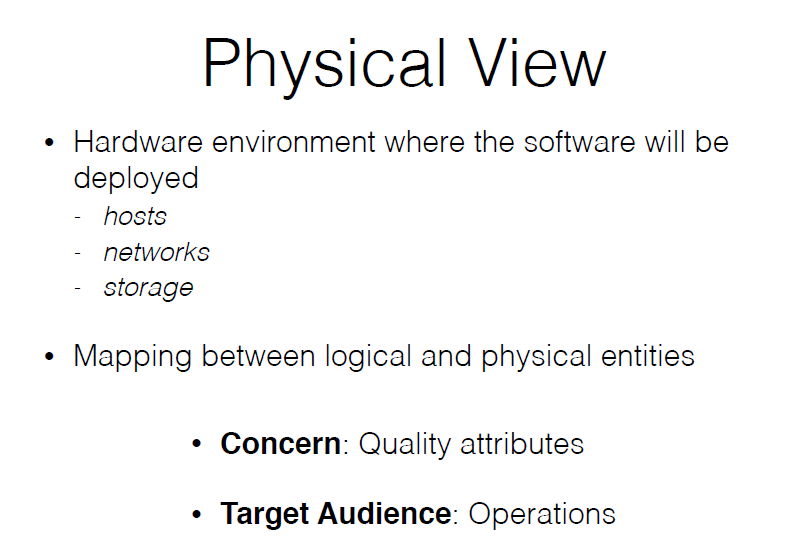 Physical View
• Hardware environment where the software will be
deployed
- hosts
- networks
- storage
• Mapping between logical and physical entities
• Concern: Quality attributes
• Target Audience: Operations